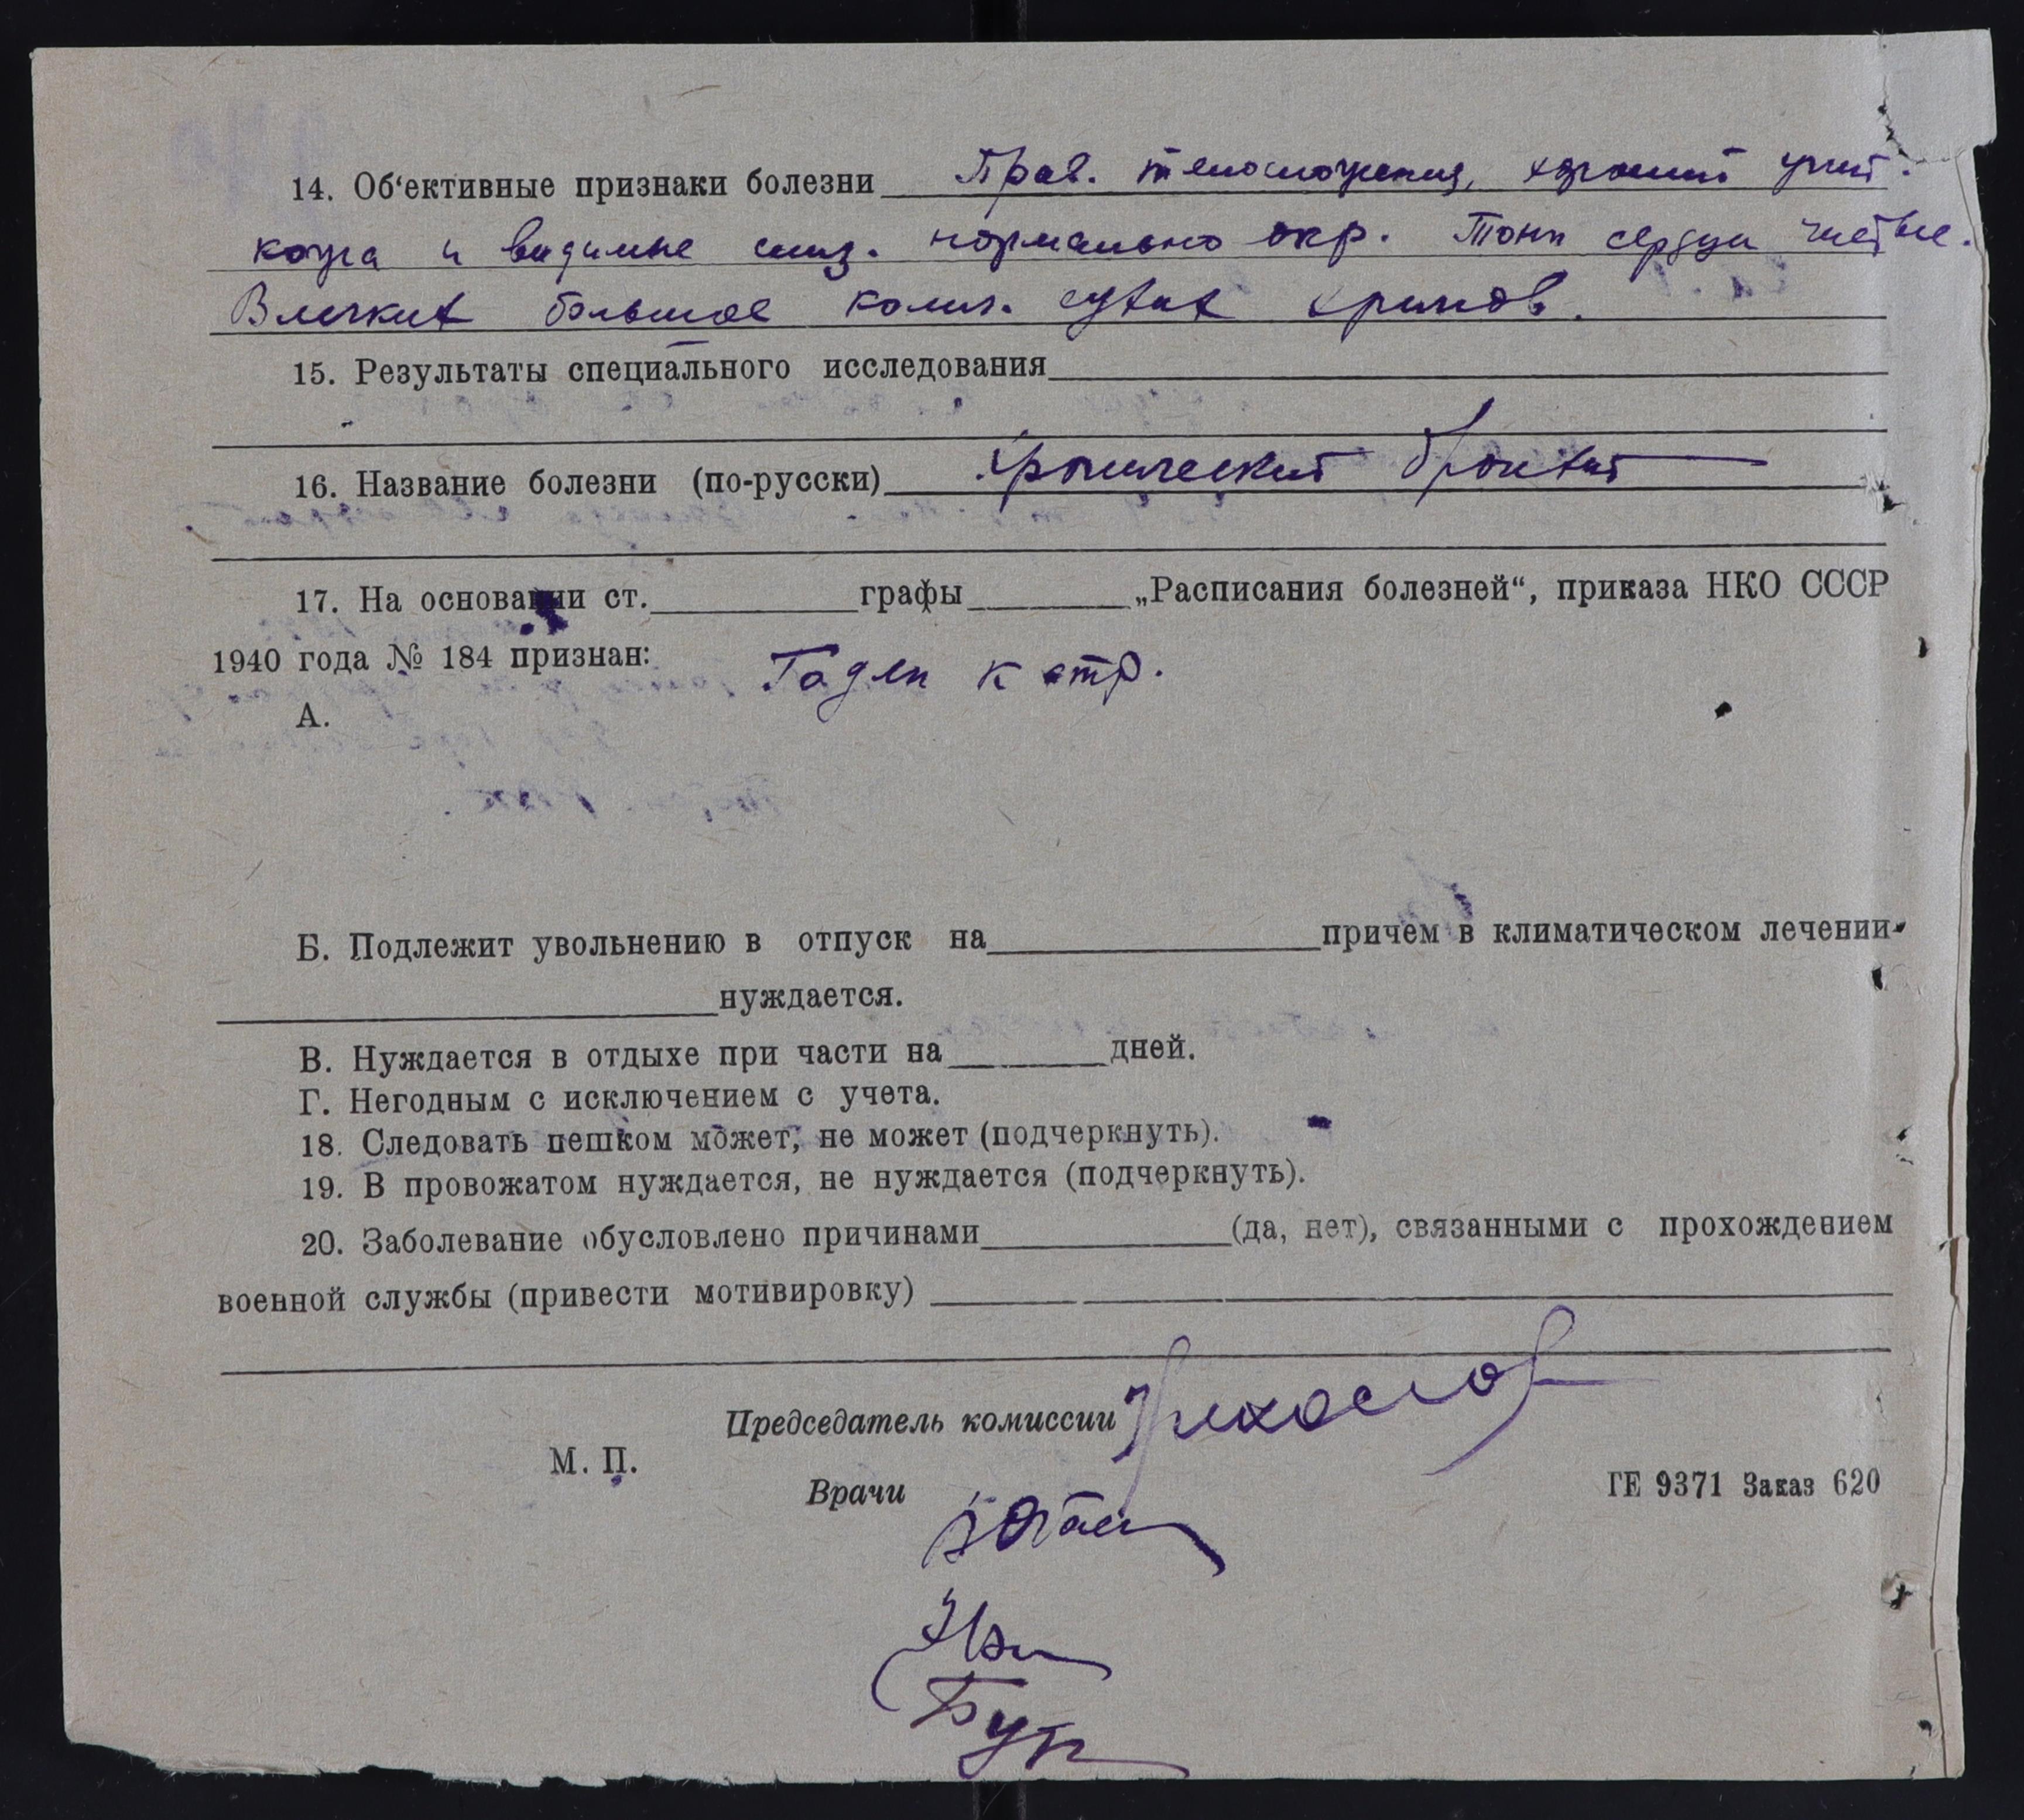 14. Об‘ективные признаки болезни Прав. телосложения, хороший упит.
кожа и видимые слиз. нормально окр. Тоны сердца чистые.
В легких большое колич. сухих хрипов.
15. Результаты специального исследования
16. Название болезни (по-русски) Хронический бронхит
17. На основании ст. графы „Расписания болезней“, приказа НКО СССР
1940 года № 184 признан: Годен к стр.
А.
Б. Подлежит увольнению в отпуск на причем в климатическом лечении
нуждается.
В. Нуждается в отдыхе при части на дней.
Г. Негодным с исключением с учета.
18. Следовать пешком может, не может (подчеркнуть).
19. В провожатом нуждается, не нуждается (подчеркнуть).
20. Заболевание обусловлено причинами (да, нет), связанными с прохождением
военной службы (привести мотивировку)
Председатель комиссии
М. П.
Врачи
ГЕ 9371 Заказ 620